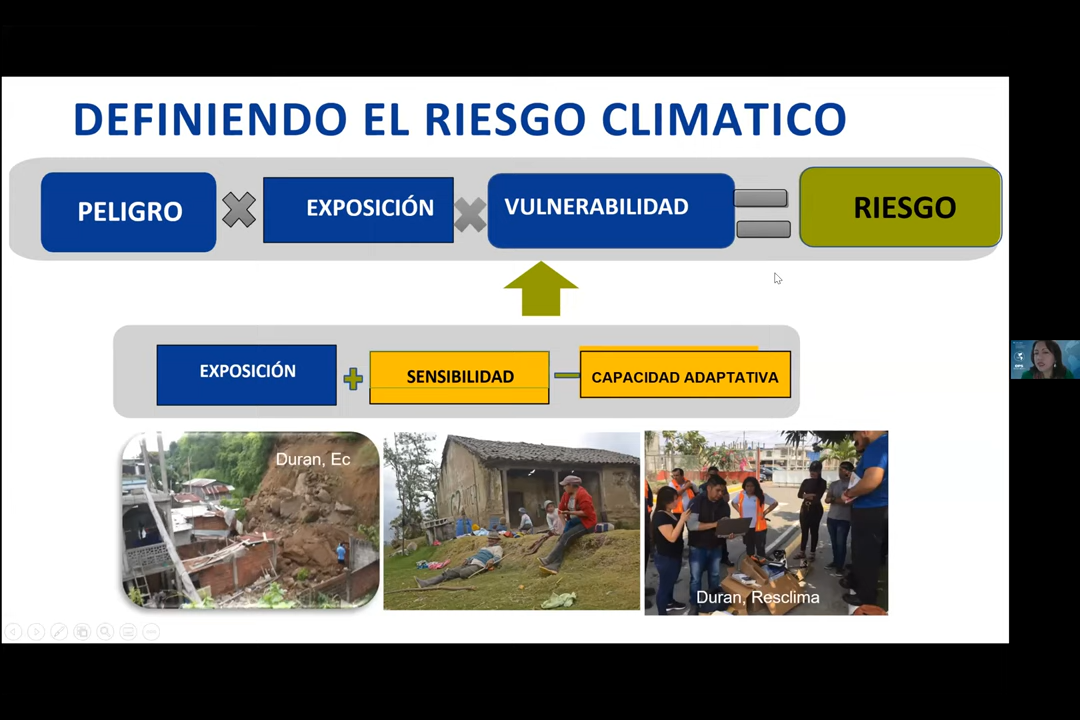 DEFINIENDO EL RIESGO CLIMATICO
PELIGRO
EXPOSICIÓN
VULNERABILIDAD
RIESGO
EXPOSICIÓN
SENSIBILIDAD
CAPACIDAD ADAPTATIVA
Duran, Ec
Duran, Resclima